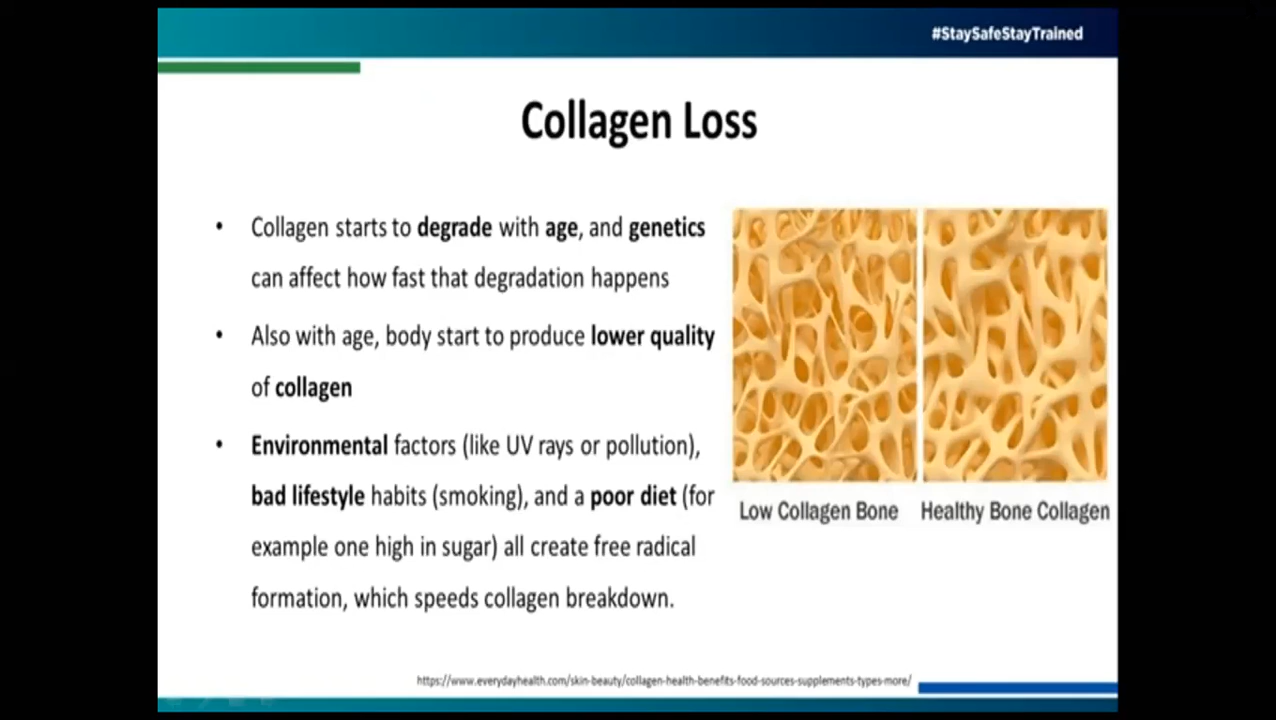 #StaySafeStayTrained
Collagen Loss
• Collagen starts to degrade with age, and genetics
can affect how fast that degradation happens
• Also with age, body start to produce lower quality
of collagen
• Environmental factors (like UV rays or pollution),
bad lifestyle habits (smoking), and a poor diet (for
example one high in sugar) all create free radical
formation, which speeds collagen breakdown.
Low Collagen Bone
Healthy Bone Collagen
https://www.everydayhealth.com/skin-beauty/collagen-health-benefits-food-sources-supplements-types-more/